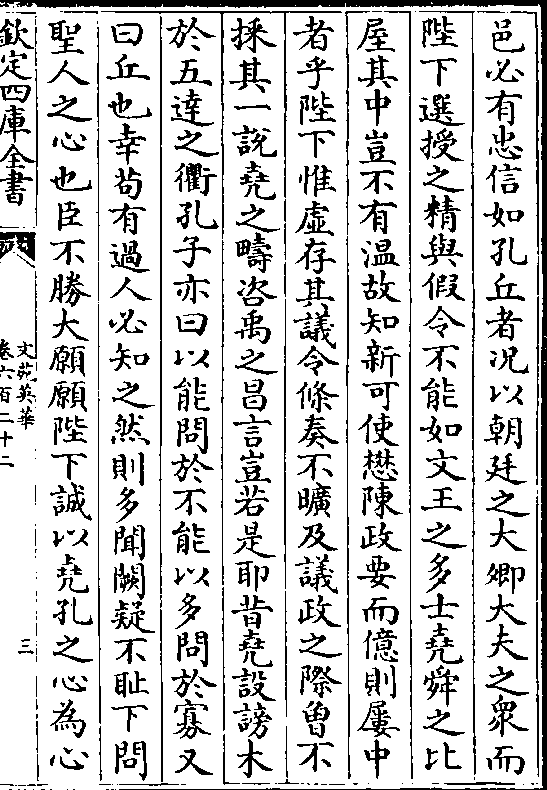 邑必有忠信如孔丘者况以朝廷之大卿大夫之衆而
陛下選授之精與假令不能如文王之多士堯舜之比
屋其中豈不有温故知新可使懋陳政要而億則屢中
者乎陛下惟虚存其議令條奏不曠及議政之際曾不
採其一說堯之疇咨禹之昌言豈若是耶昔堯設謗木
於五達之衢孔子亦曰以能問於不能以多問於寡又
曰丘也幸苟有過人必知之然則多聞闕疑不耻下問
聖人之心也臣不勝大願願陛下誠以堯孔之心為心
欽定四庫全書
文苑英華
卷六百二十二
三